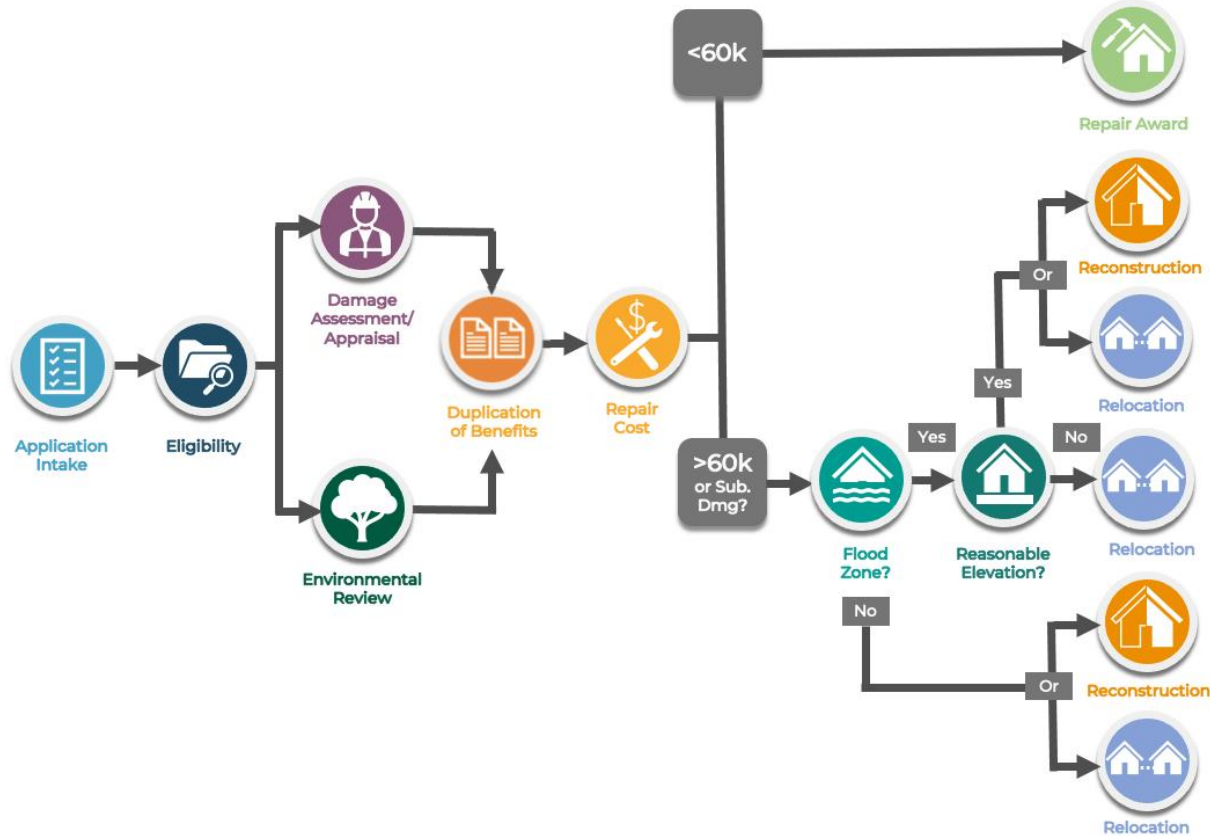 Application
Intake
Eligibility
Damage
Assessment/
Appraisal
Environmental
Review
Duplication
of Benefits
$
Repair
Cost
<60k
Repair Award
>60k
or Sub.
Dmg?
Flood
Zone?
Yes
Reasonable
Elevation?
Yes
Or
Reconstruction
Relocation
No
Relocation
No
Or
Reconstruction
Relocation